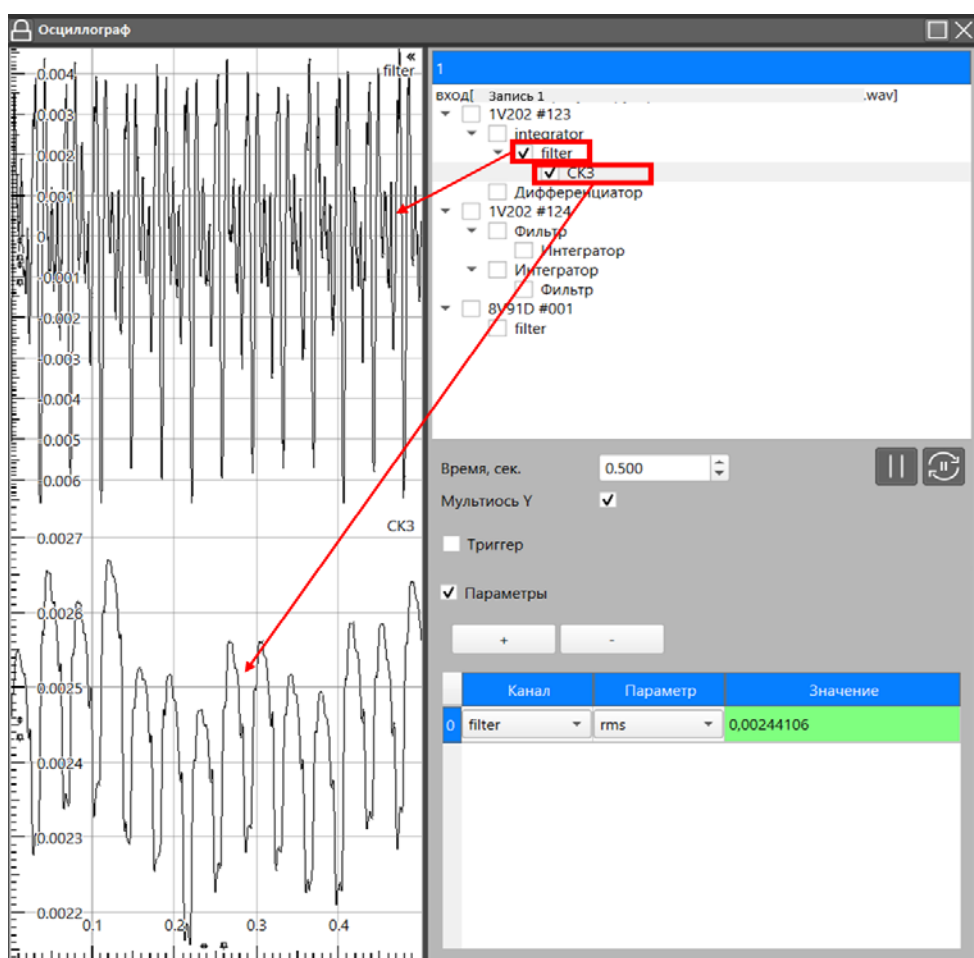 Осциллограф
«
filter
0.004
0.003
0.002
0.001
0
-0.001
-0.002
-0.003
-0.004
-0.005
-0.006
СКЗ
0.0027
0.0026
0.0025
0.0024
0.0023
0.0022
0.1
0.2
0.3
0.4
1
вход[ Запись 1 .wav]
1V202 #123
integrator
filter
СКЗ
Дифференциатор
1V202 #124
Фильтр
Интегратор
Интегратор
Фильтр
8V91D #001
filter
Время, сек. 0.500
Мультиось Y
Триггер
Параметры
+ -
Канал Параметр Значение
0 filter rms 0,00244106